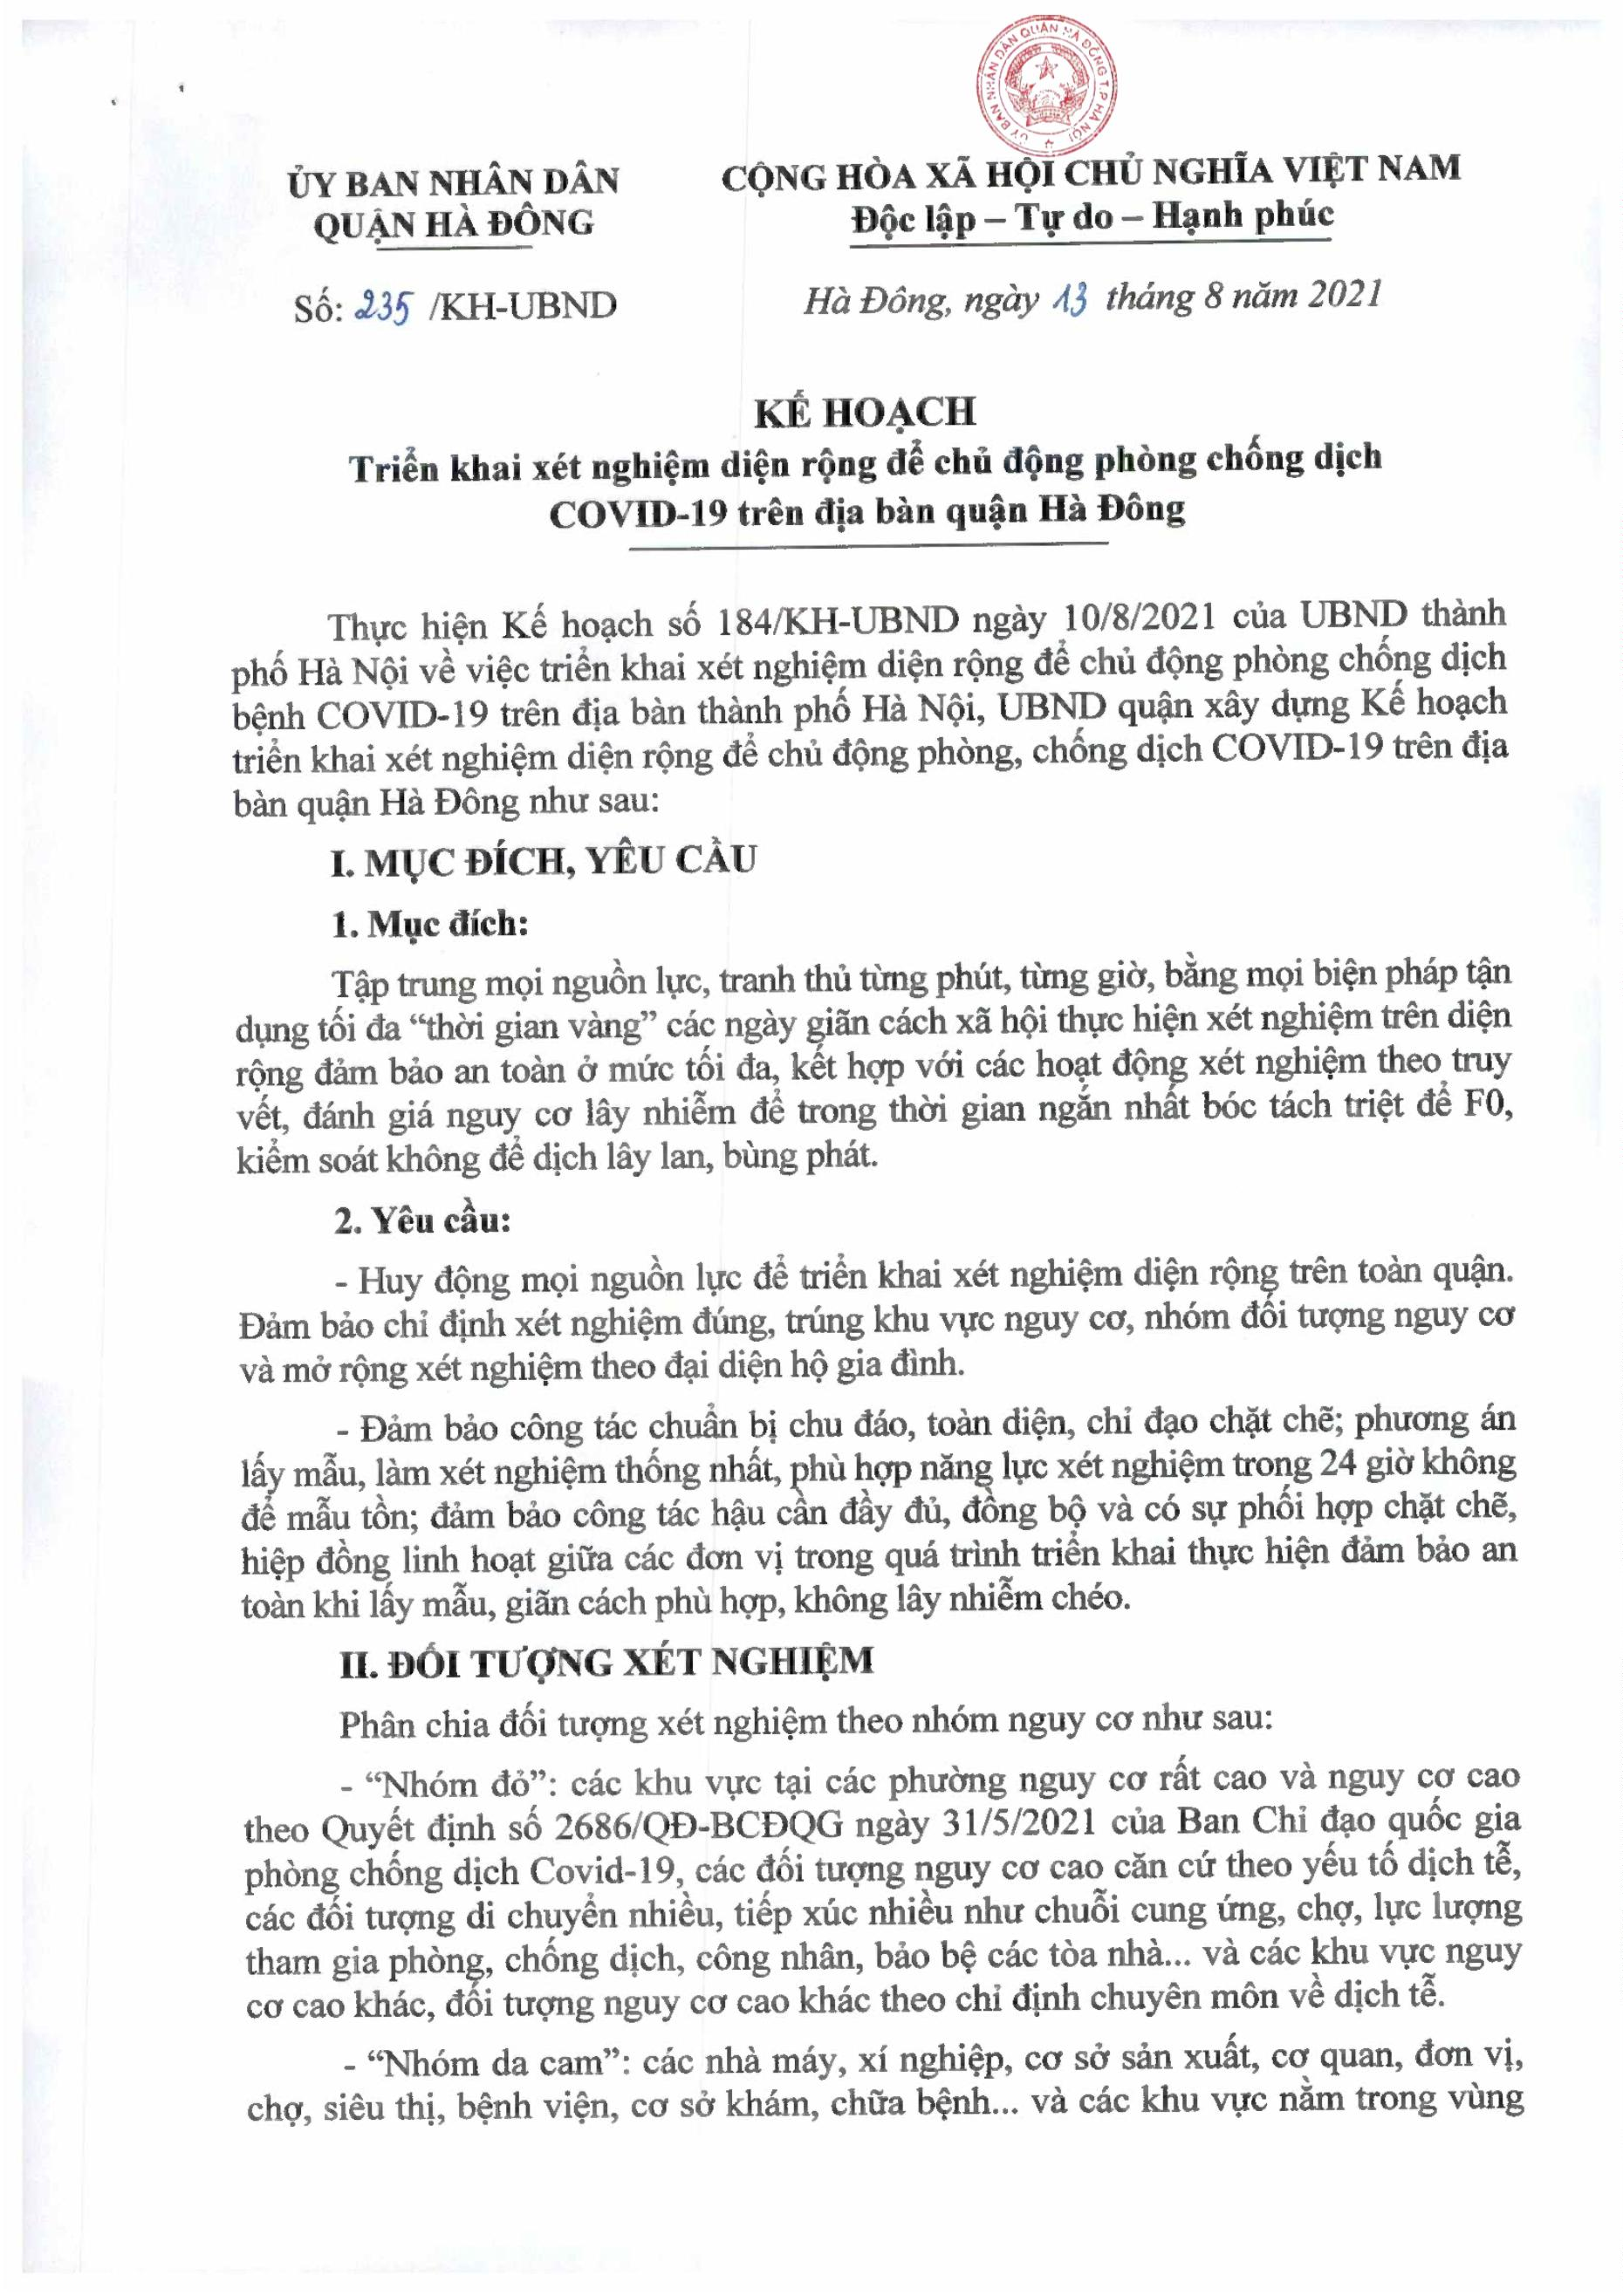 ỦY BAN NHÂN DÂN QUẬN HÀ ĐÔNG T.P HÀ NỘI
ỦY BAN NHÂN DÂN
QUẬN HÀ ĐÔNG
CỘNG HÒA XÃ HỘI CHỦ NGHĨA VIỆT NAM
Độc lập – Tự do – Hạnh phúc
Số: 235 /KH-UBND
Hà Đông, ngày 13 tháng 8 năm 2021
KẾ HOẠCH
Triển khai xét nghiệm diện rộng để chủ động phòng chống dịch
COVID-19 trên địa bàn quận Hà Đông
Thực hiện Kế hoạch số 184/KH-UBND ngày 10/8/2021 của UBND thành
phố Hà Nội về việc triển khai xét nghiệm diện rộng để chủ động phòng chống dịch
bệnh COVID-19 trên địa bàn thành phố Hà Nội, UBND quận xây dựng Kế hoạch
triển khai xét nghiệm diện rộng để chủ động phòng, chống dịch COVID-19 trên địa
bàn quận Hà Đông như sau:
I. MỤC ĐÍCH, YÊU CẦU
1. Mục đích:
Tập trung mọi nguồn lực, tranh thủ từng phút, từng giờ, bằng mọi biện pháp tận
dụng tối đa “thời gian vàng” các ngày giãn cách xã hội thực hiện xét nghiệm trên diện
rộng đảm bảo an toàn ở mức tối đa, kết hợp với các hoạt động xét nghiệm theo truy
vết, đánh giá nguy cơ lây nhiễm để trong thời gian ngắn nhất bóc tách triệt để F0,
kiểm soát không để dịch lây lan, bùng phát.
2. Yêu cầu:
- Huy động mọi nguồn lực để triển khai xét nghiệm diện rộng trên toàn quận.
Đảm bảo chỉ định xét nghiệm đúng, trúng khu vực nguy cơ, nhóm đối tượng nguy cơ
và mở rộng xét nghiệm theo đại diện hộ gia đình.
- Đảm bảo công tác chuẩn bị chu đáo, toàn diện, chỉ đạo chặt chẽ; phương án
lấy mẫu, làm xét nghiệm thống nhất, phù hợp năng lực xét nghiệm trong 24 giờ không
để mẫu tồn; đảm bảo công tác hậu cần đầy đủ, đồng bộ và có sự phối hợp chặt chẽ,
hiệp đồng linh hoạt giữa các đơn vị trong quá trình triển khai thực hiện đảm bảo an
toàn khi lấy mẫu, giãn cách phù hợp, không lây nhiễm chéo.
II. ĐỐI TƯỢNG XÉT NGHIỆM
Phân chia đối tượng xét nghiệm theo nhóm nguy cơ như sau:
- “Nhóm đỏ”: các khu vực tại các phường nguy cơ rất cao và nguy cơ cao
theo Quyết định số 2686/QĐ-BCĐQG ngày 31/5/2021 của Ban Chỉ đạo quốc gia
phòng chống dịch Covid-19, các đối tượng nguy cơ cao căn cứ theo yếu tố dịch tễ,
các đối tượng di chuyển nhiều, tiếp xúc nhiều như chuỗi cung ứng, chợ, lực lượng
tham gia phòng, chống dịch, công nhân, bảo bệ các tòa nhà... và các khu vực nguy
cơ cao khác, đối tượng nguy cơ cao khác theo chỉ định chuyên môn về dịch tễ.
- “Nhóm da cam”: các nhà máy, xí nghiệp, cơ sở sản xuất, cơ quan, đơn vị,
chợ, siêu thị, bệnh viện, cơ sở khám, chữa bệnh... và các khu vực nằm trong vùng